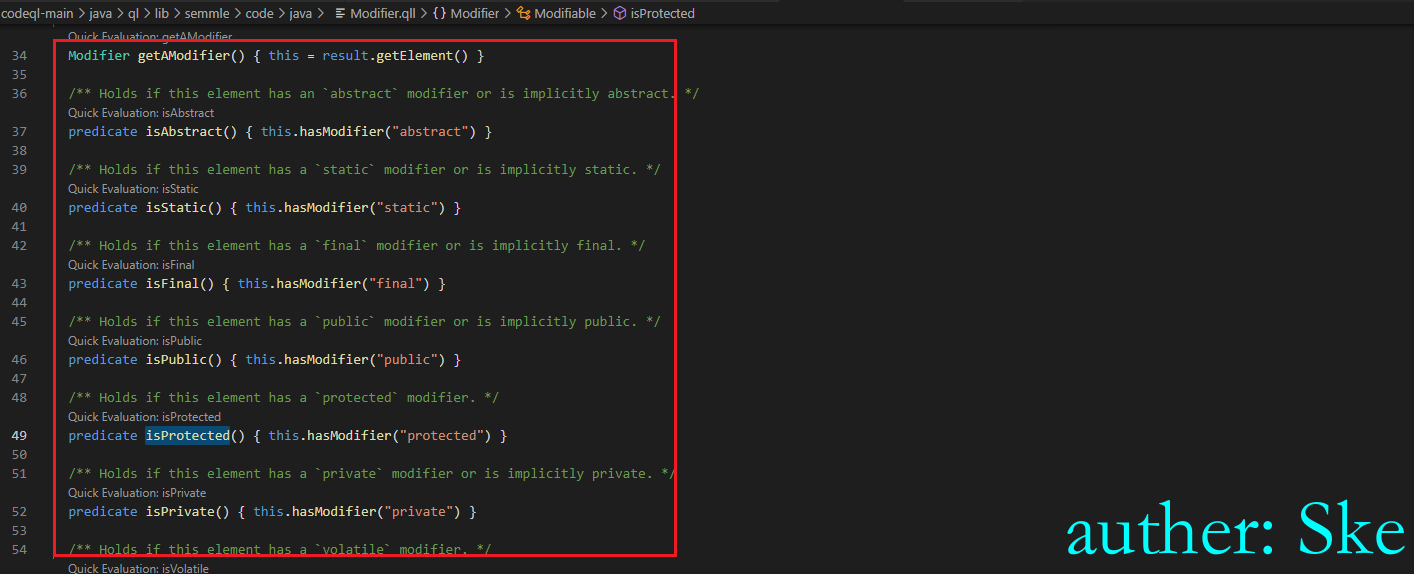 codeql-main > java > ql > lib > semmle > code > java > Modifier.qll > {} Modifier > Modifiable > isProtected
Quick Evaluation: getAModifier
34 Modifier getAModifier() { this = result.getElement() }
35
36 /** Holds if this element has an `abstract` modifier or is implicitly abstract. */
Quick Evaluation: isAbstract
37 predicate isAbstract() { this.hasModifier("abstract") }
38
39 /** Holds if this element has a `static` modifier or is implicitly static. */
Quick Evaluation: isStatic
40 predicate isStatic() { this.hasModifier("static") }
41
42 /** Holds if this element has a `final` modifier or is implicitly final. */
Quick Evaluation: isFinal
43 predicate isFinal() { this.hasModifier("final") }
44
45 /** Holds if this element has a `public` modifier or is implicitly public. */
Quick Evaluation: isPublic
46 predicate isPublic() { this.hasModifier("public") }
47
48 /** Holds if this element has a `protected` modifier. */
Quick Evaluation: isProtected
49 predicate isProtected() { this.hasModifier("protected") }
50
51 /** Holds if this element has a `private` modifier or is implicitly private. */
Quick Evaluation: isPrivate
52 predicate isPrivate() { this.hasModifier("private") }
53
54 /** Holds if this element has a `volatile` modifier. */
Quick Evaluation: isVolatile
auther: Ske